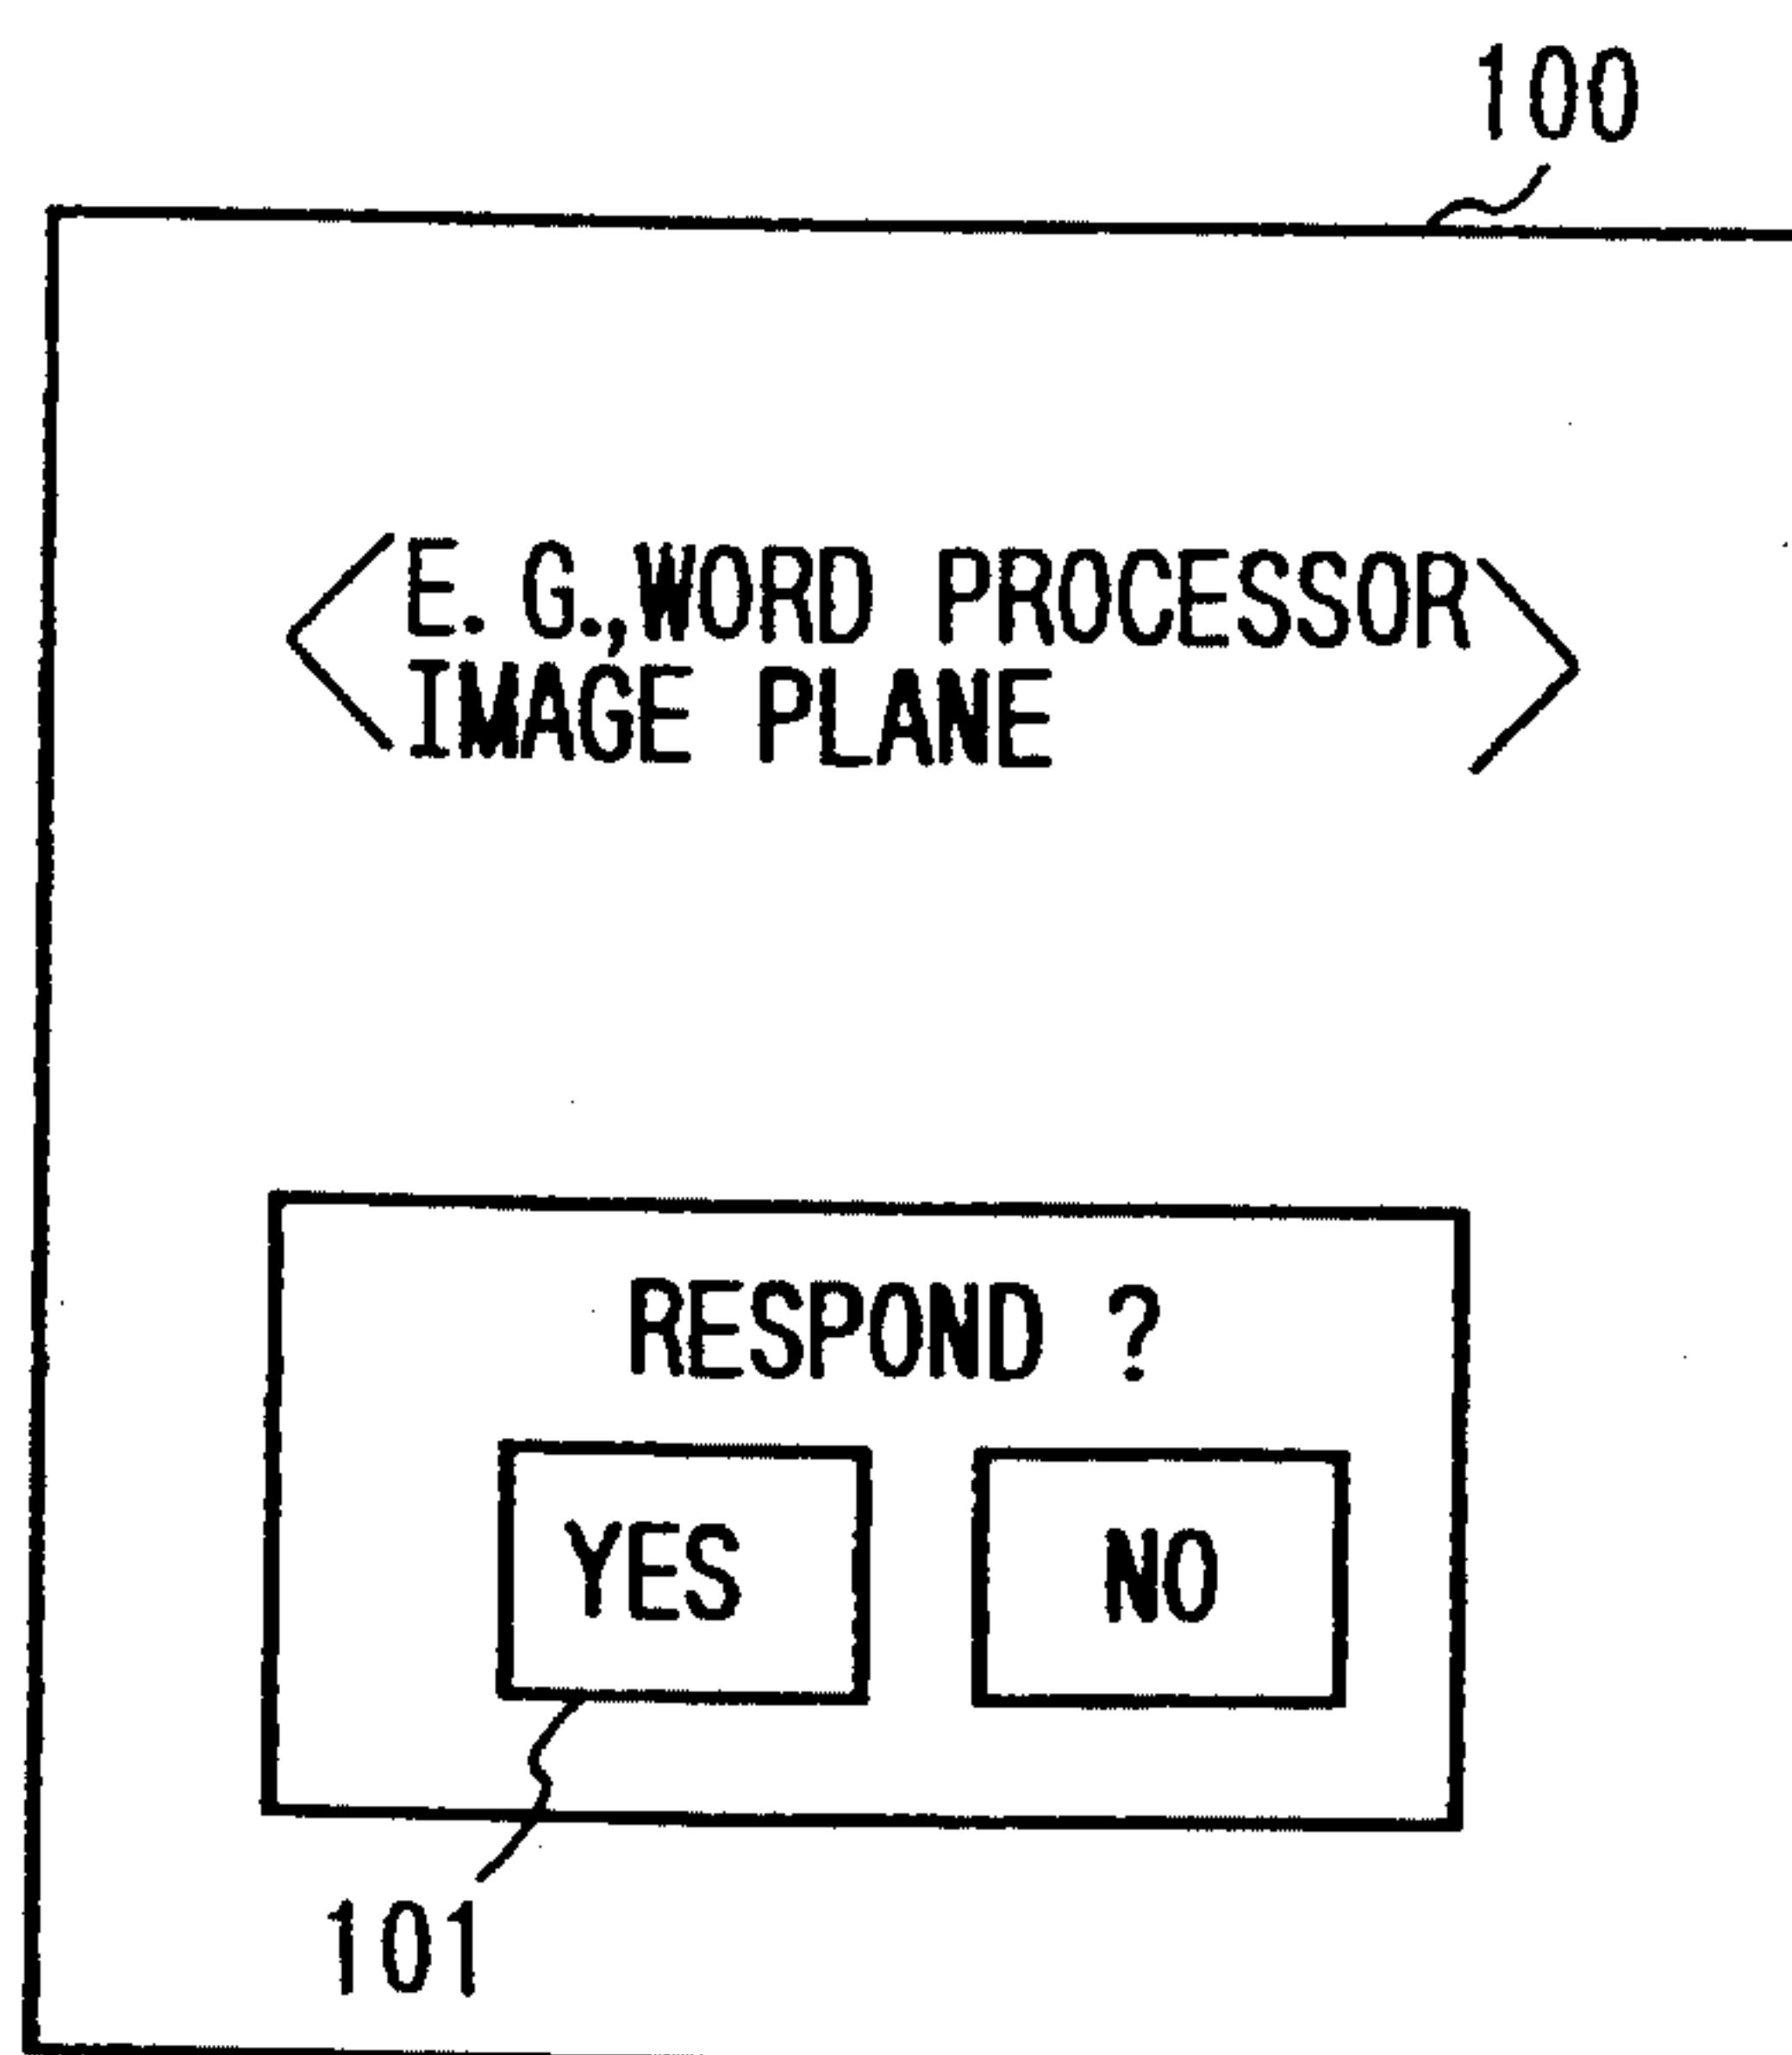 100
E.G.,WORD PROCESSOR
IMAGE PLANE
RESPOND ?
YES NO
101